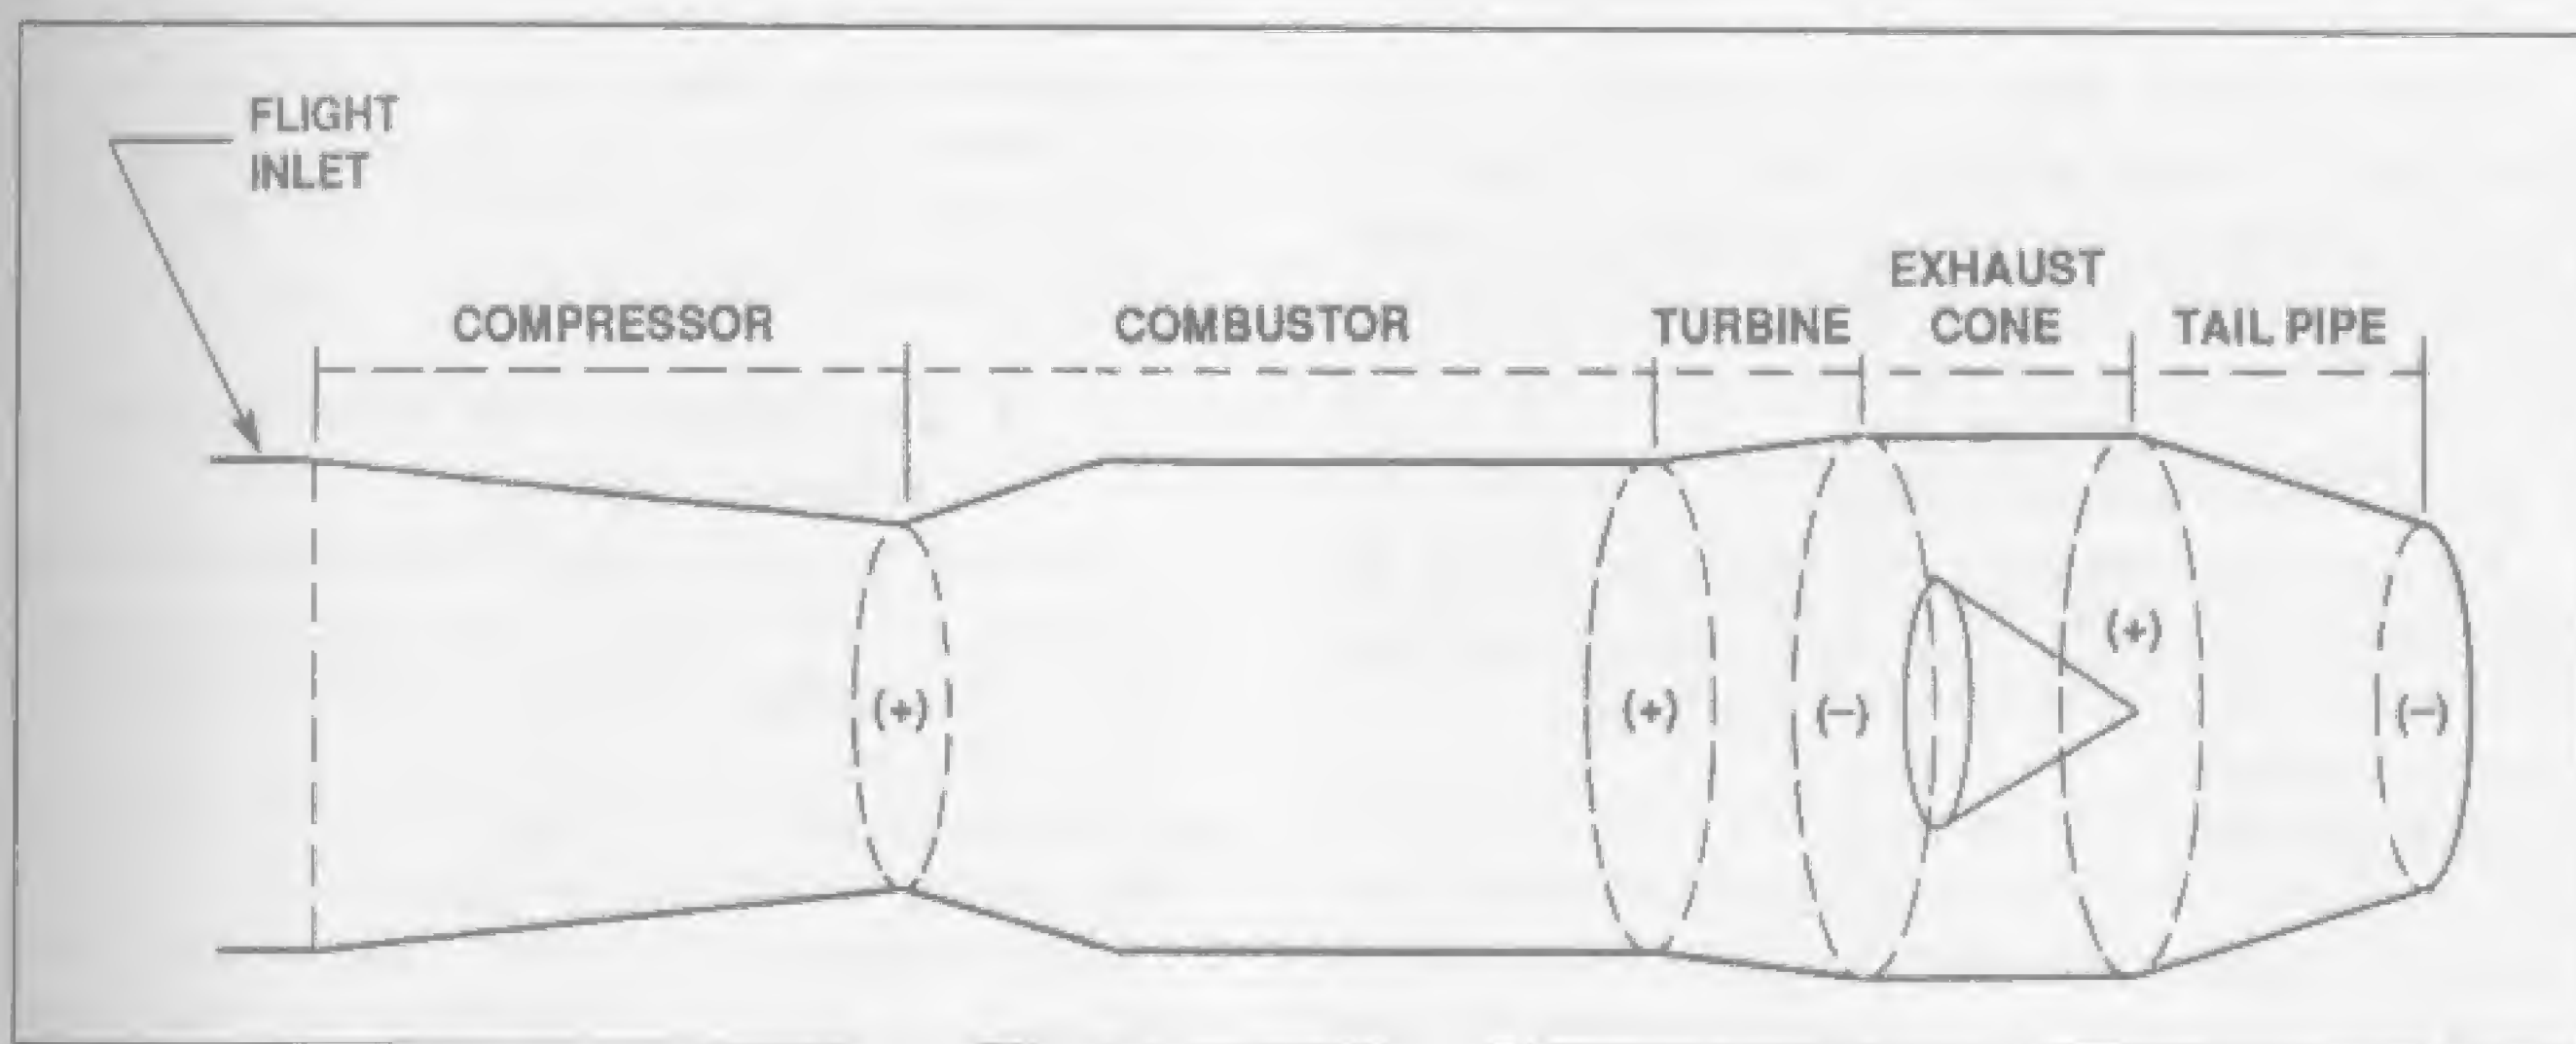 FLIGHT
INLET
COMPRESSOR
COMBUSTOR
TURBINE
EXHAUST
CONE
TAIL PIPE
(+)
(+)
(−)
(+)
(−)